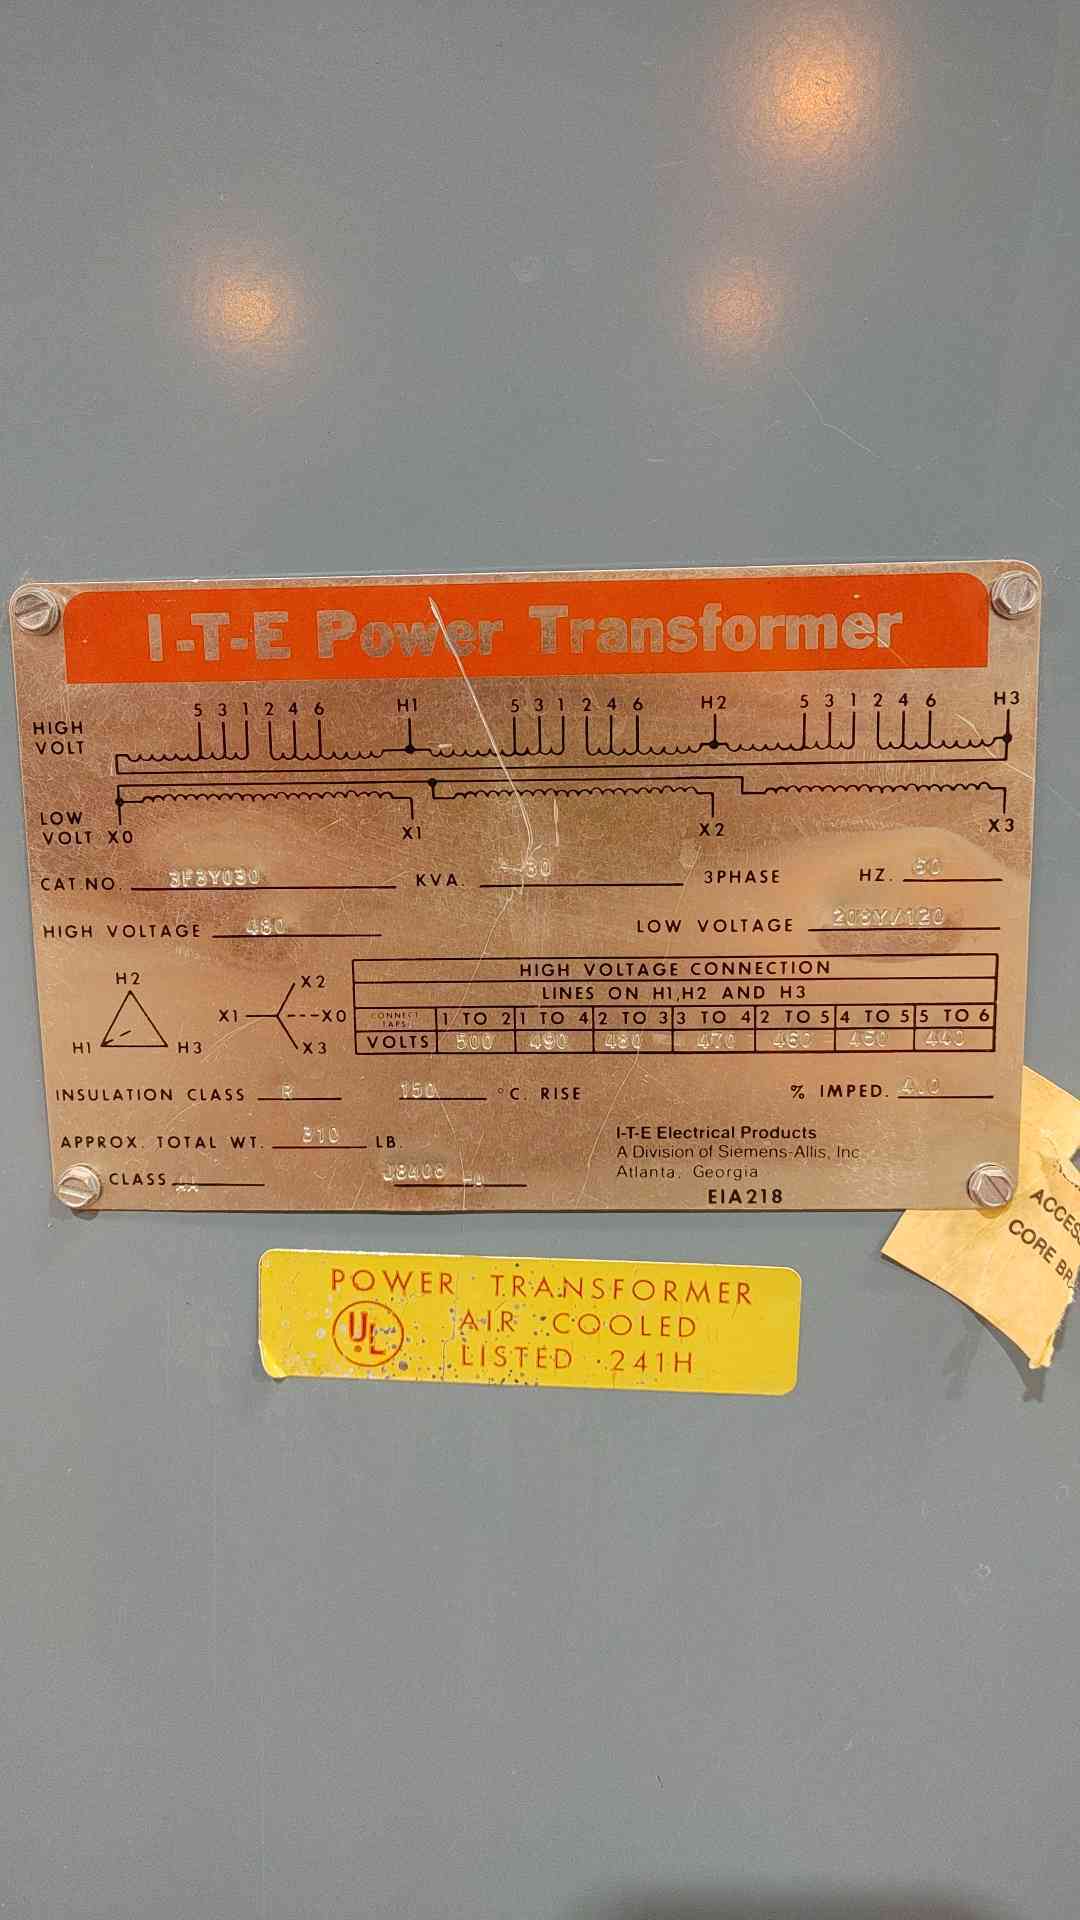 I-T-E Power Transformer
HIGH VOLT
5 3 1 2 4 6 H1 5 3 1 2 4 6 H2 5 3 1 2 4 6 H3
LOW VOLT X0 X1 X2 X3
CAT.NO. 3F3Y030 KVA. 30 3PHASE HZ. 60
HIGH VOLTAGE 480 LOW VOLTAGE 208Y/120
H2
H1 H3
X2
X1 X0
X3
HIGH VOLTAGE CONNECTION
LINES ON H1,H2 AND H3
CONNECT TAPS 1 TO 2 1 TO 4 2 TO 3 3 TO 4 2 TO 5 4 TO 5 5 TO 6
VOLTS 500 490 480 470 460 450 440
INSULATION CLASS R 150 °C. RISE % IMPED. 4.0
APPROX. TOTAL WT. 310 LB.
CLASS AA J8408
I-T-E Electrical Products
A Division of Siemens-Allis, Inc
Atlanta, Georgia
EIA218
POWER TRANSFORMER
UL AIR COOLED
LISTED 241H
CORE